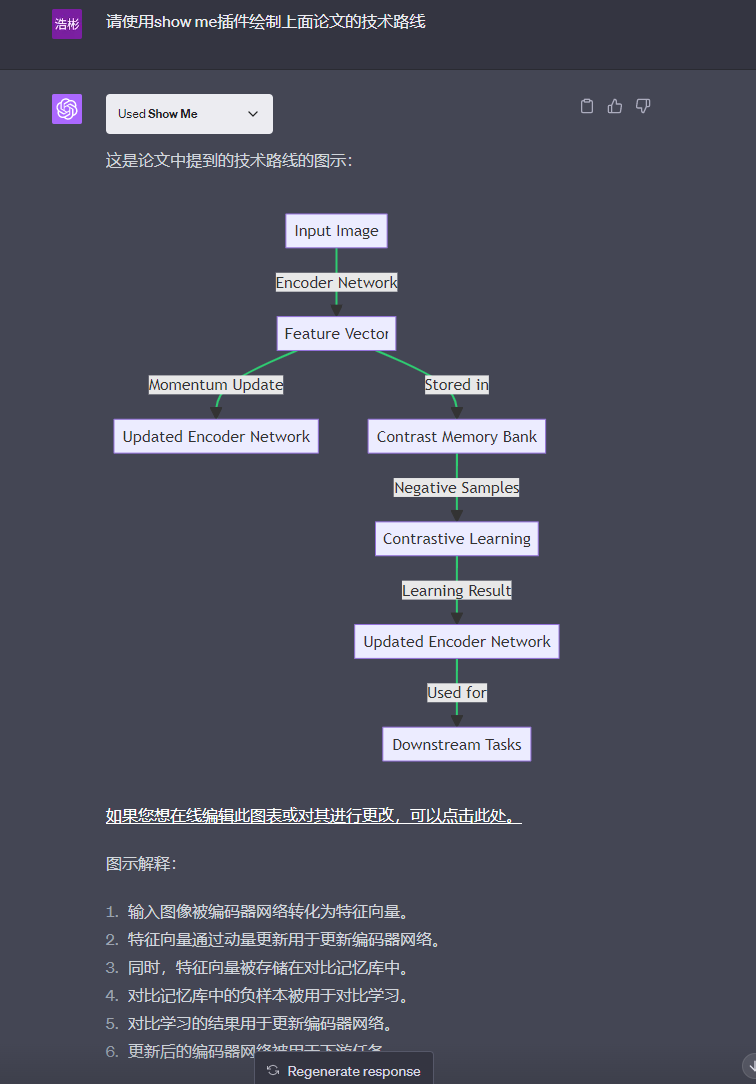 浩彬
请使用show me插件绘制上面论文的技术路线
Used Show Me
这是论文中提到的技术路线的图示：
Input Image
Encoder Network
Feature Vector
Momentum Update
Stored in
Updated Encoder Network
Contrast Memory Bank
Negative Samples
Contrastive Learning
Learning Result
Updated Encoder Network
Used for
Downstream Tasks
如果您想在线编辑此图表或对其进行更改，可以点击此处。
图示解释：
1. 输入图像被编码器网络转化为特征向量。
2. 特征向量通过动量更新用于更新编码器网络。
3. 同时，特征向量被存储在对比记忆库中。
4. 对比记忆库中的负样本被用于对比学习。
5. 对比学习的结果用于更新编码器网络。
6. 更新后的编码器网络被用于下游任务
Regenerate response